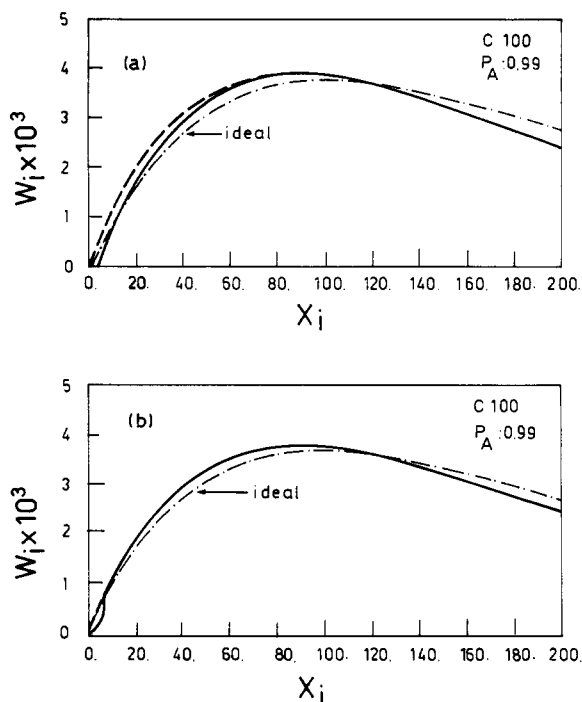 5
4
3
2
1
0
(a)
C 100
P_A : 0.99
ideal
W_i x 10^3
0. 20. 40. 60. 80. 100. 120. 140. 160. 180. 200.
X_i
5
4
3
2
1
0
(b)
C 100
P_A : 0.99
ideal
W_i x 10^3
0. 20. 40. 60. 80. 100. 120. 140. 160. 180. 200.
X_i